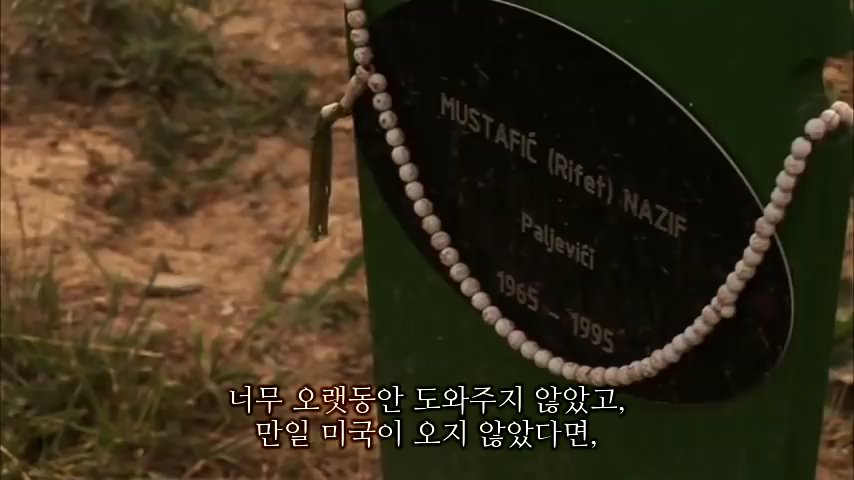 MUSTAFIĆ (Rifet) NAZIF
Paljevići
1965 - 1995
너무 오랫동안 도와주지 않았고,
만일 미국이 오지 않았다면,